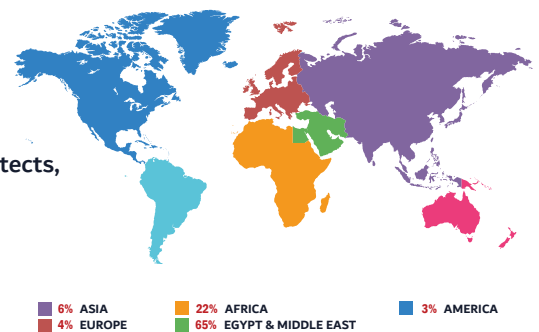 tects,
6% ASIA
22% AFRICA
3% AMERICA
4% EUROPE
65% EGYPT & MIDDLE EAST